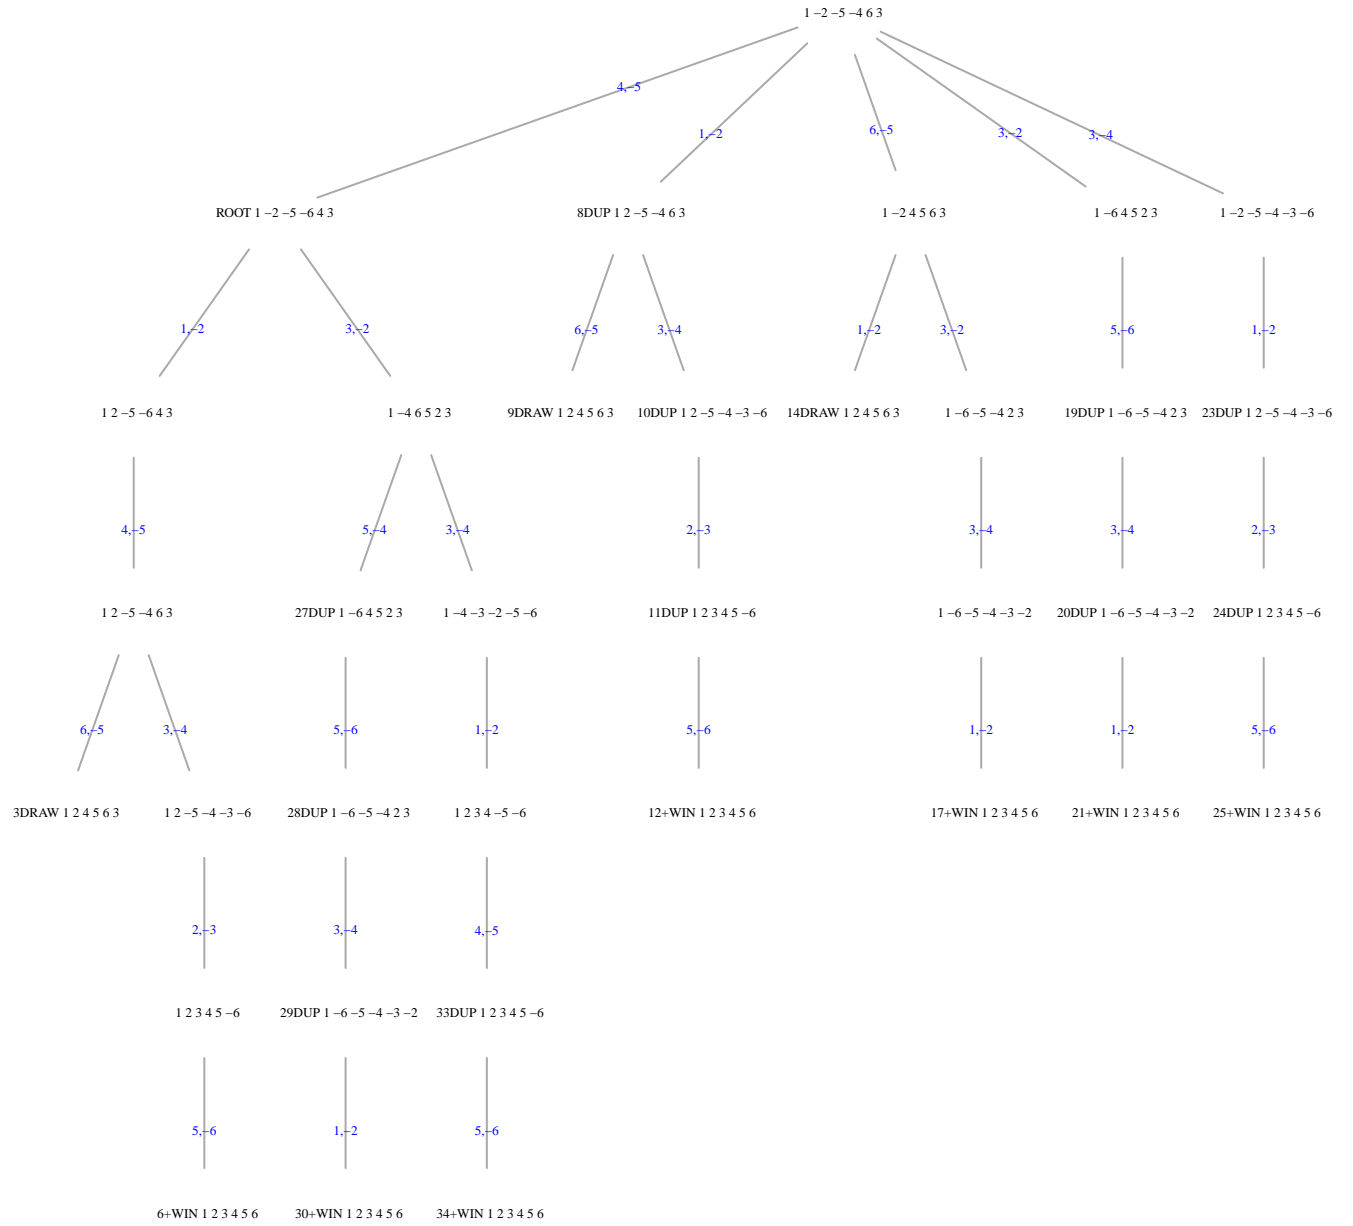 1 −2 −5 −4 6 3
4,−5
1,−2
6,−5
3,−2
3,−4
ROOT 1 −2 −5 −6 4 3
8DUP 1 2 −5 −4 6 3
1 −2 4 5 6 3
1 −6 4 5 2 3
1 −2 −5 −4 −3 −6
1,−2
3,−2
6,−5
3,−4
1,−2
3,−2
5,−6
1,−2
1 2 −5 −6 4 3
1 −4 6 5 2 3
9DRAW 1 2 4 5 6 3
10DUP 1 2 −5 −4 −3 −6
14DRAW 1 2 4 5 6 3
1 −6 −5 −4 2 3
19DUP 1 −6 −5 −4 2 3
23DUP 1 2 −5 −4 −3 −6
4,−5
5,−4
3,−4
2,−3
3,−4
3,−4
2,−3
1 2 −5 −4 6 3
27DUP 1 −6 4 5 2 3
1 −4 −3 −2 −5 −6
11DUP 1 2 3 4 5 −6
1 −6 −5 −4 −3 −2
20DUP 1 −6 −5 −4 −3 −2
24DUP 1 2 3 4 5 −6
6,−5
3,−4
5,−6
1,−2
5,−6
1,−2
1,−2
5,−6
3DRAW 1 2 4 5 6 3
1 2 −5 −4 −3 −6
28DUP 1 −6 −5 −4 2 3
1 2 3 4 −5 −6
12+WIN 1 2 3 4 5 6
17+WIN 1 2 3 4 5 6
21+WIN 1 2 3 4 5 6
25+WIN 1 2 3 4 5 6
2,−3
3,−4
4,−5
1 2 3 4 5 −6
29DUP 1 −6 −5 −4 −3 −2
33DUP 1 2 3 4 5 −6
5,−6
1,−2
5,−6
6+WIN 1 2 3 4 5 6
30+WIN 1 2 3 4 5 6
34+WIN 1 2 3 4 5 6